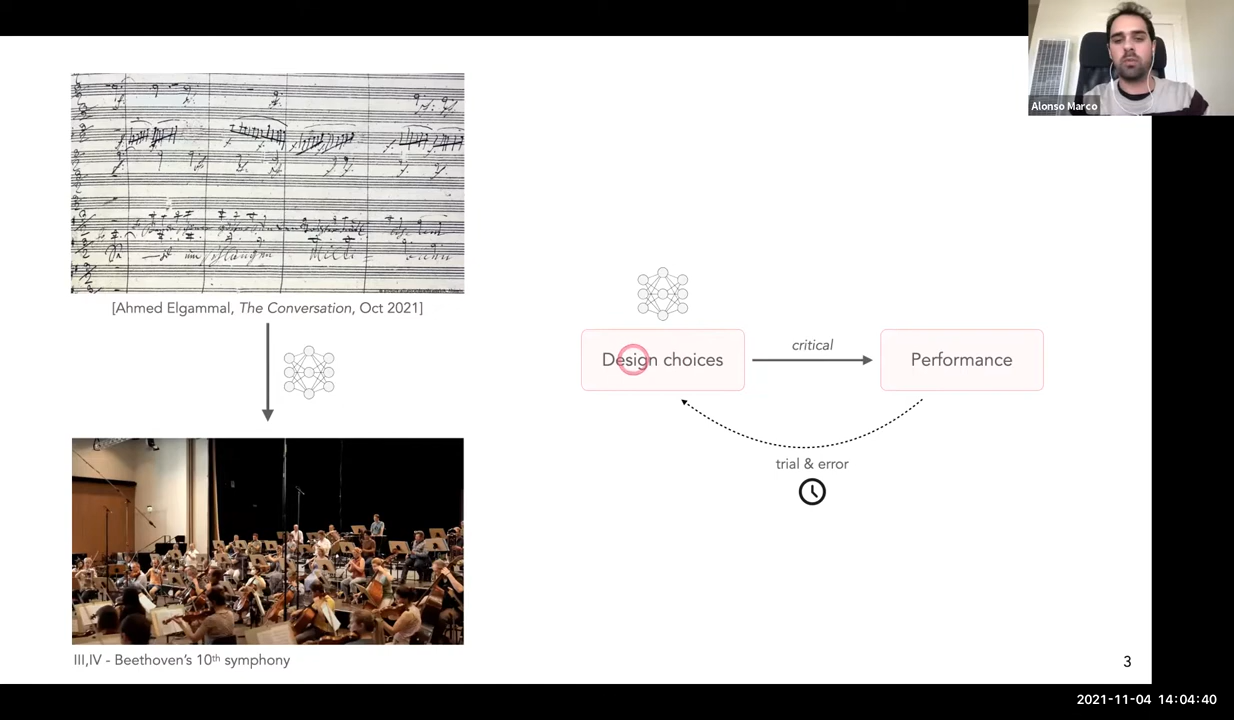 Alonso Marco
[Ahmed Elgammal, The Conversation, Oct 2021]
III,IV - Beethoven's 10th symphony
critical
Design choices
Performance
trial & error
3
2021-11-04 14:04:40